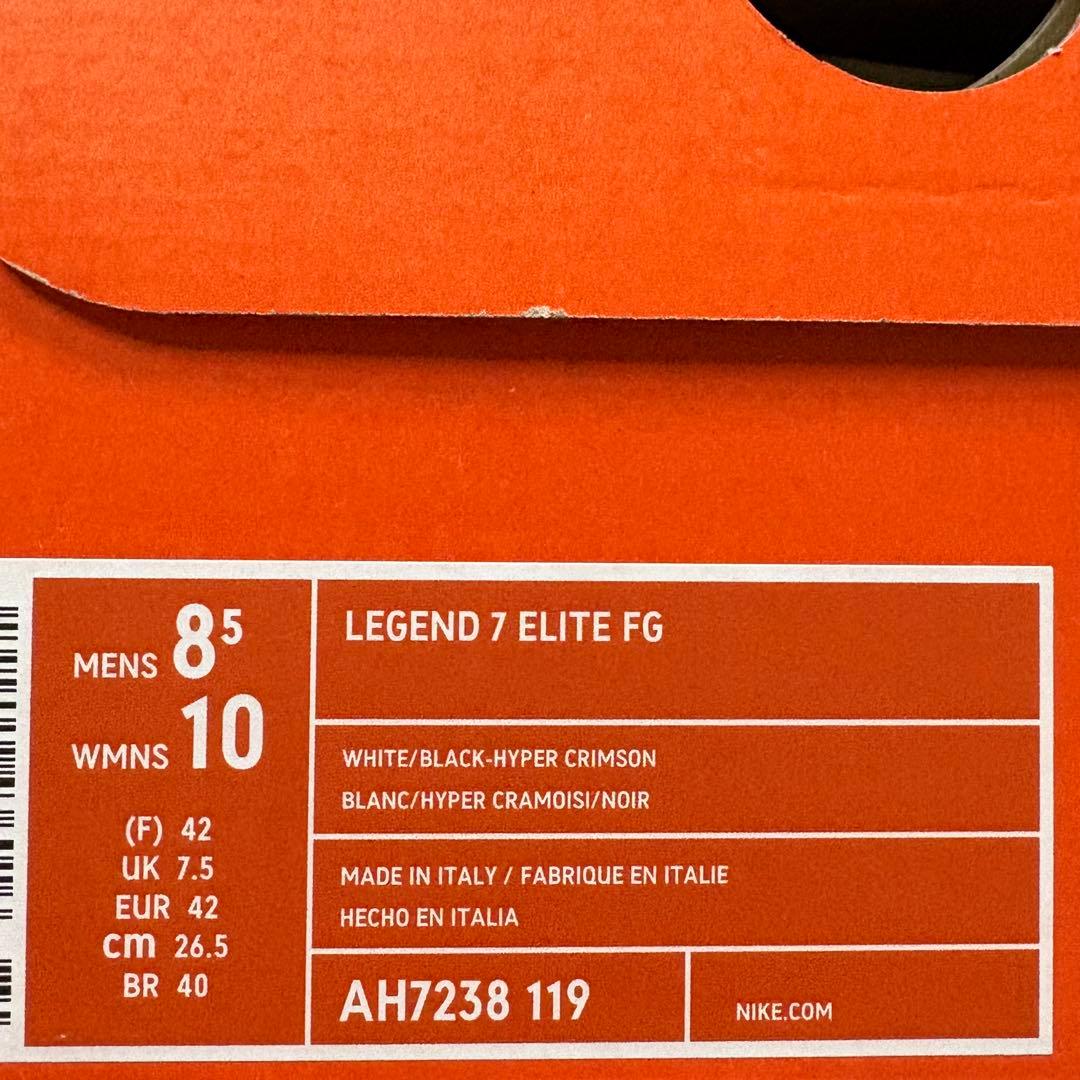 MENS 8⁵
WMNS 10
(F) 42
UK 7.5
EUR 42
cm 26.5
BR 40
LEGEND 7 ELITE FG
WHITE/BLACK-HYPER CRIMSON
BLANC/HYPER CRAMOISI/NOIR
MADE IN ITALY / FABRIQUE EN ITALIE
HECHO EN ITALIA
AH7238 119
NIKE.COM